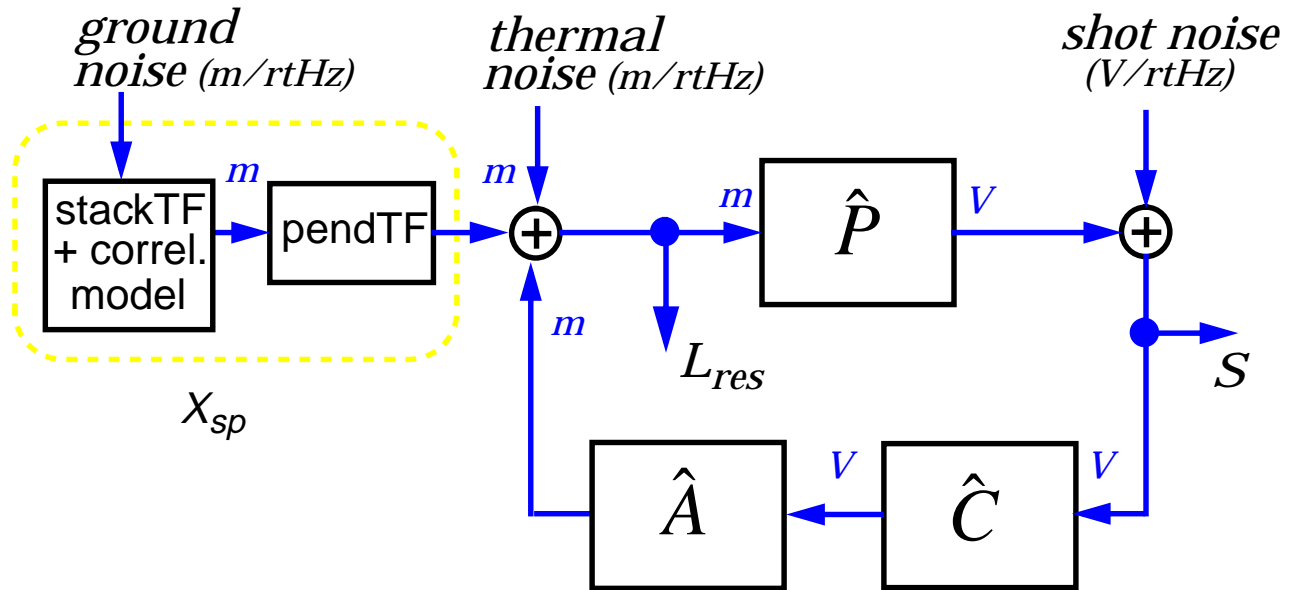 ground
noise (m/rtHz)
thermal
noise (m/rtHz)
shot noise
(V/rtHz)
stackTF
+ correl.
model
m
pendTF
m
m
+
m
P̂
V
+
L_res
S
X_sp
m
Â
V
Ĉ
V